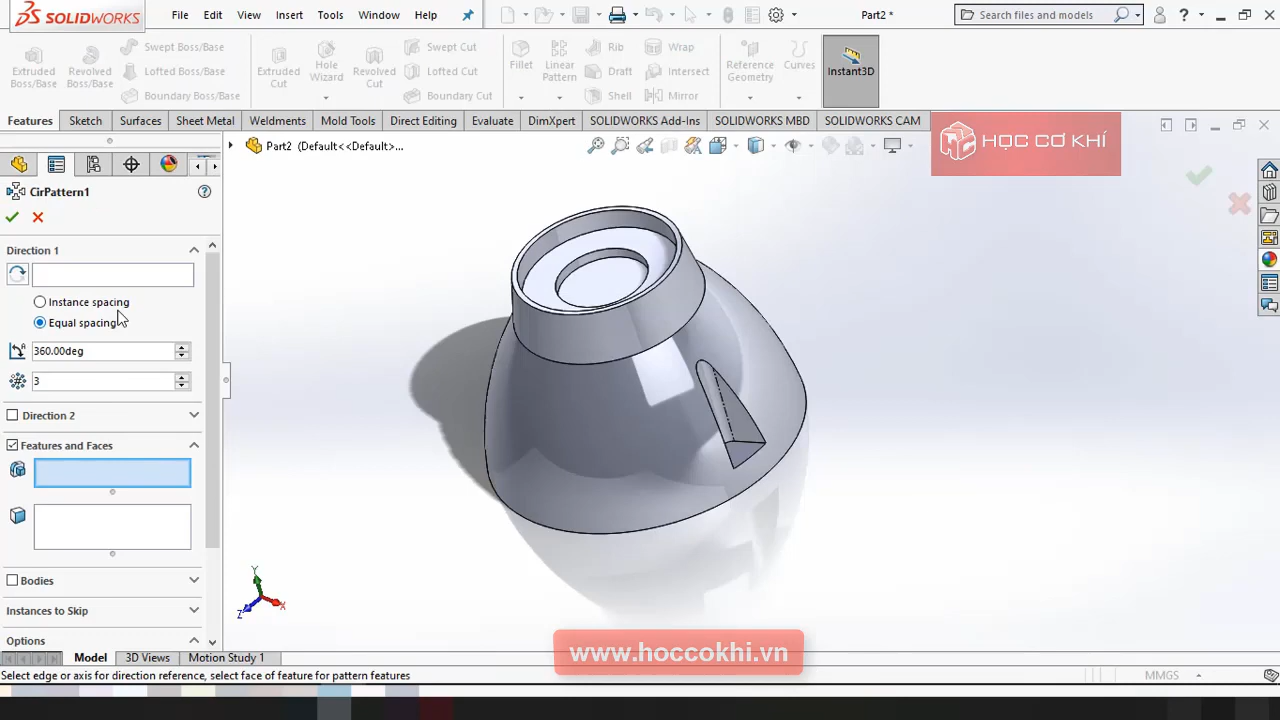 SOLIDWORKS File Edit View Insert Tools Window Help Part2 * Search files and models ?
Extruded Boss/Base Revolved Boss/Base Swept Boss/Base Lofted Boss/Base Boundary Boss/Base Extruded Cut Hole Wizard Revolved Cut Swept Cut Lofted Cut Boundary Cut Fillet Linear Pattern Rib Draft Shell Wrap Intersect Mirror Reference Geometry Curves Instant3D
Features Sketch Surfaces Sheet Metal Weldments Mold Tools Direct Editing Evaluate DimXpert SOLIDWORKS Add-Ins SOLIDWORKS MBD SOLIDWORKS CAM
HỌC CƠ KHÍ
Part2 (Default<<Default>...
CirPattern1
Direction 1
Instance spacing
Equal spacing
360.00deg
3
Direction 2
Features and Faces
Bodies
Instances to Skip
Options
Y
Z X
www.hoccokhi.vn
Model 3D Views Motion Study 1
Select edge or axis for direction reference, select face of feature for pattern features MMGS